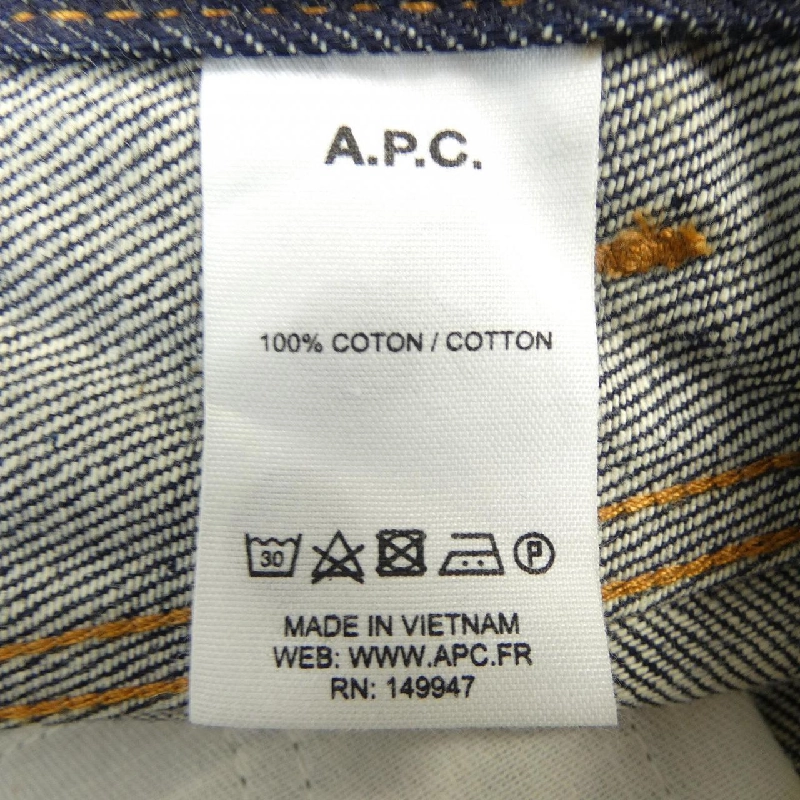 A.P.C.
100% COTON / COTTON
30 P
MADE IN VIETNAM
WEB: WWW.APC.FR
RN: 149947